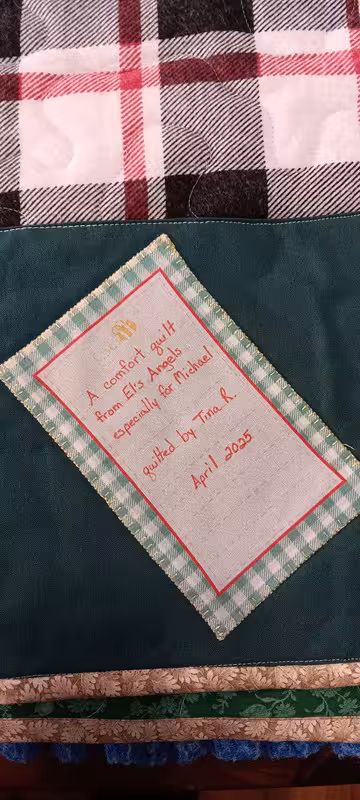 A comfort quilt
from El's Angels
especially for Michael
quilted by Tina R.
April 2025